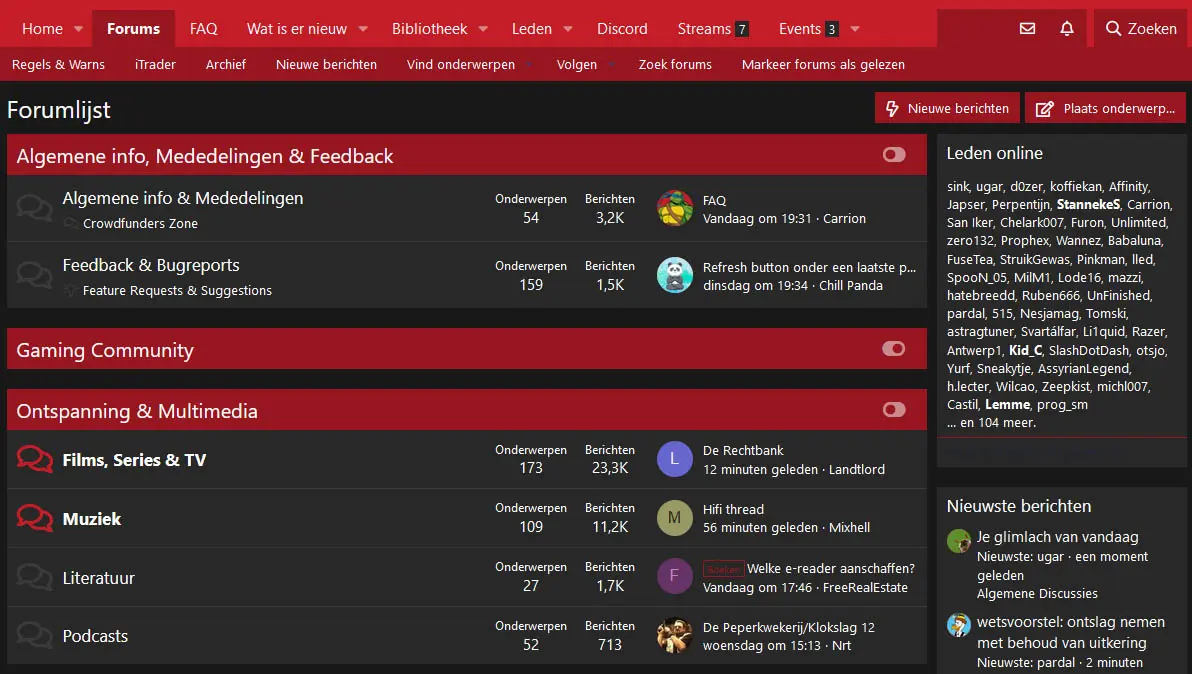 Home Forums FAQ Wat is er nieuw Bibliotheek Leden Discord Streams 7 Events 3 Zoeken
Regels & Warns iTrader Archief Nieuwe berichten Vind onderwerpen Volgen Zoek forums Markeer forums als gelezen
Forumlijst
Nieuwe berichten Plaats onderwerp...
Algemene info, Mededelingen & Feedback
Algemene info & Mededelingen
Crowdfunders Zone
Onderwerpen
54
Berichten
3,2K
FAQ
Vandaag om 19:31 · Carrion
Feedback & Bugreports
Feature Requests & Suggestions
Onderwerpen
159
Berichten
1,5K
Refresh button onder een laatste p...
dinsdag om 19:34 · Chill Panda
Gaming Community
Ontspanning & Multimedia
Films, Series & TV
Onderwerpen
173
Berichten
23,3K
L
De Rechtbank
12 minuten geleden · Landtlord
Muziek
Onderwerpen
109
Berichten
11,2K
M
Hifi thread
56 minuten geleden · Mixhell
Literatuur
Onderwerpen
27
Berichten
1,7K
F
Welke e-reader aanschaffen?
Vandaag om 17:46 · FreeRealEstate
Podcasts
Onderwerpen
52
Berichten
713
De Peperkwekerij/Klokslag 12
woensdag om 15:13 · Nrt
Leden online
sink, ugar, d0zer, koffiekan, Affinity,
Japser, Perpentijn, StannekeS, Carrion,
San Iker, Chelark007, Furon, Unlimited,
zero132, Prophex, Wannez, Babaluna,
FuseTea, StruikGewas, Pinkman, lled,
SpooN_05, MilM1, Lode16, mazzi,
hatebreedd, Ruben666, UnFinished,
pardal, 515, Nesjamag, Tomski,
astragtuner, Svartálfar, Li1quid, Razer,
Antwerp1, Kid_C, SlashDotDash, otsjo,
Yurf, Sneakytje, AssyrianLegend,
h.lecter, Wilcao, Zeepkist, michl007,
Castil, Lemme, prog_sm
... en 104 meer.
Nieuwste berichten
Je glimlach van vandaag
Nieuwste: ugar · een moment
geleden
Algemene Discussies
wetsvoorstel: ontslag nemen
met behoud van uitkering
Nieuwste: pardal · 2 minuten